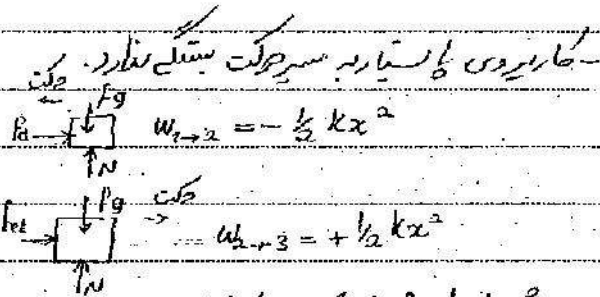 - کار نیروی پایستار به مسیر حرکت بستگی ندارد.
حرکت
Fg
Fel W₁→₂ = - ½ kx²
N
Fg حرکت
Fel W₂→₃ = + ½ kx²
N